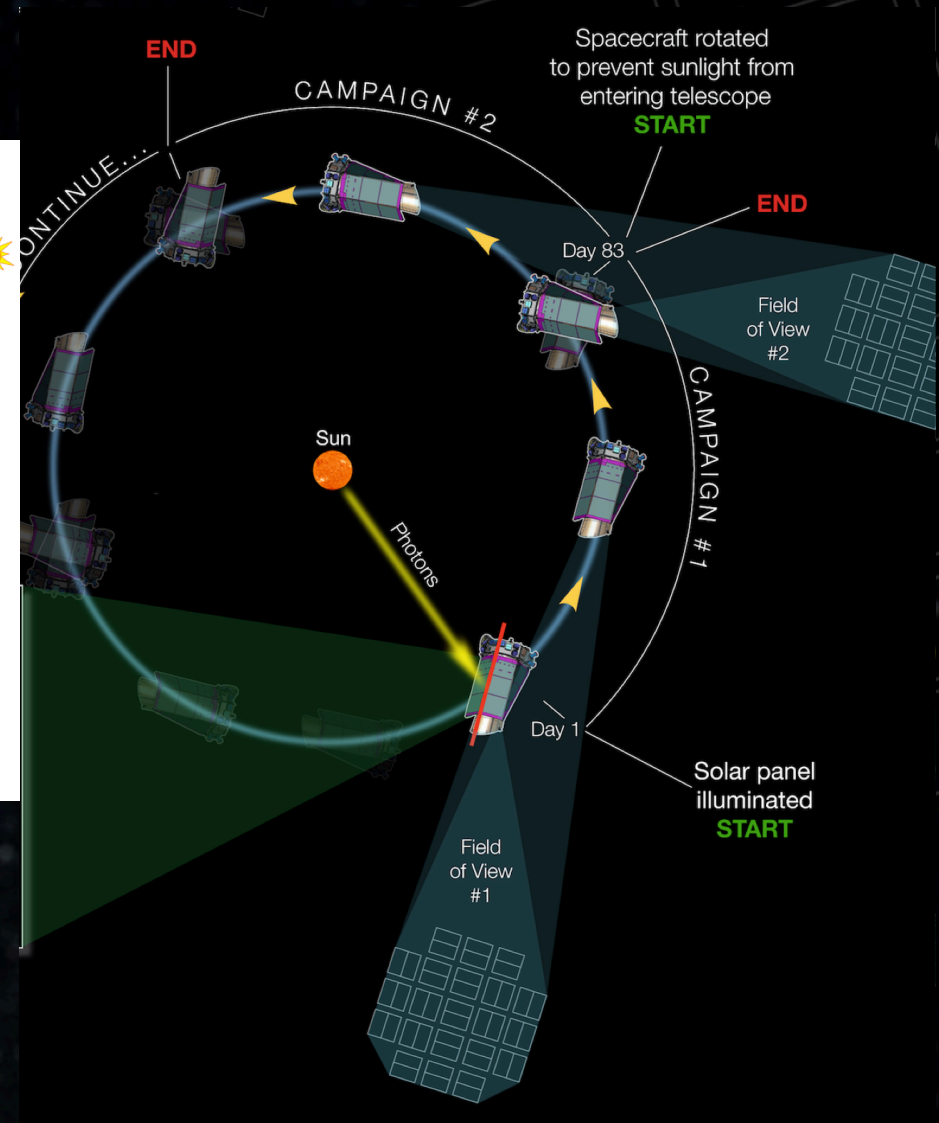 END
CAMPAIGN #2
Spacecraft rotated
to prevent sunlight from
entering telescope
START
ONTINUE...
END
Day 83
Field
of View
#2
CAMPAIGN #1
Sun
Photons
Day 1
Solar panel
illuminated
START
Field
of View
#1